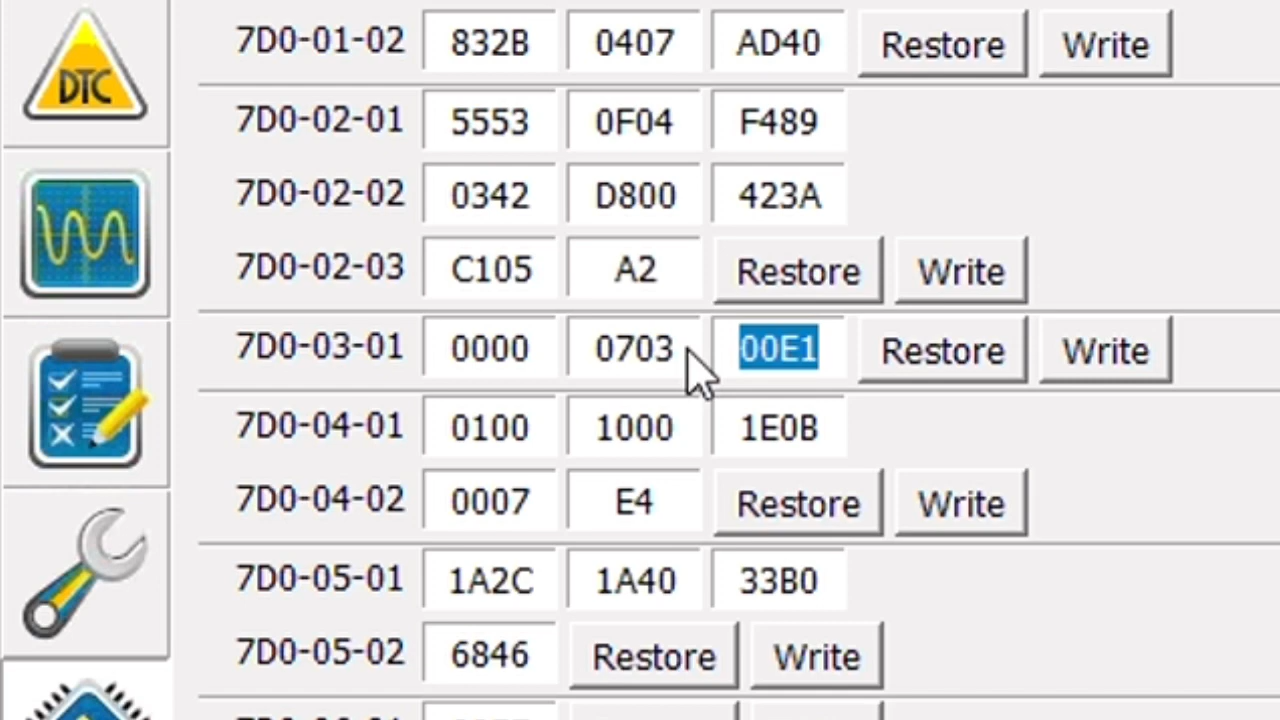 7D0-01-02 832B 0407 AD40 Restore Write
DTC
7D0-02-01 5553 0F04 F489
7D0-02-02 0342 D800 423A
7D0-02-03 C105 A2 Restore Write
7D0-03-01 0000 0703 00E1 Restore Write
7D0-04-01 0100 1000 1E0B
7D0-04-02 0007 E4 Restore Write
7D0-05-01 1A2C 1A40 33B0
7D0-05-02 6846 Restore Write